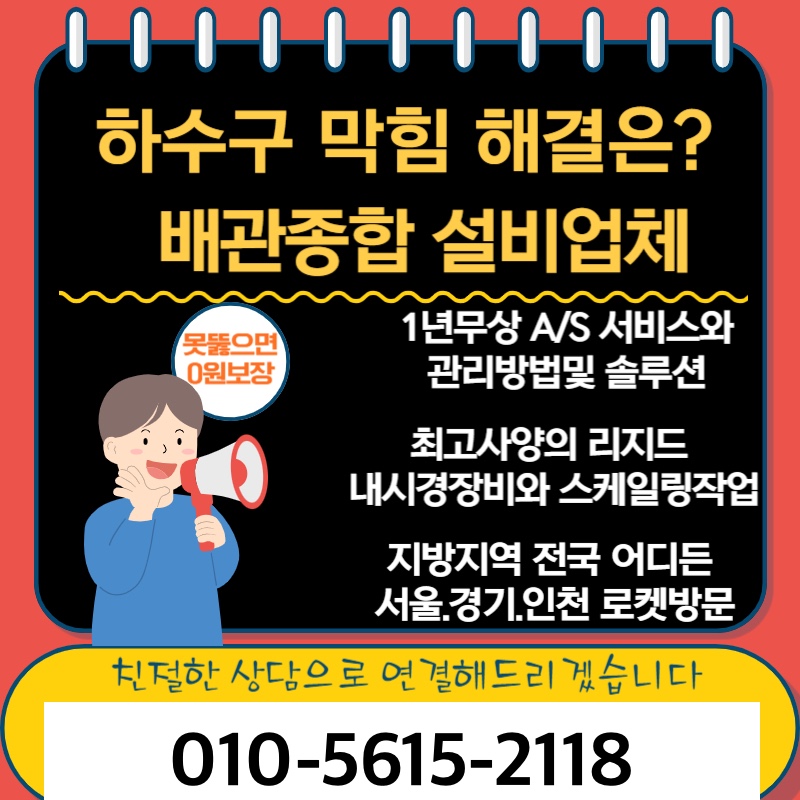 하수구 막힘 해결은?
배관종합 설비업체
못뚫으면
0원보장
1년무상 A/S 서비스와
관리방법및 솔루션
최고사양의 리지드
내시경장비와 스케일링작업
지방지역 전국 어디든
서울.경기.인천 로켓방문
친절한 상담으로 연결해드리겠습니다
010-5615-2118